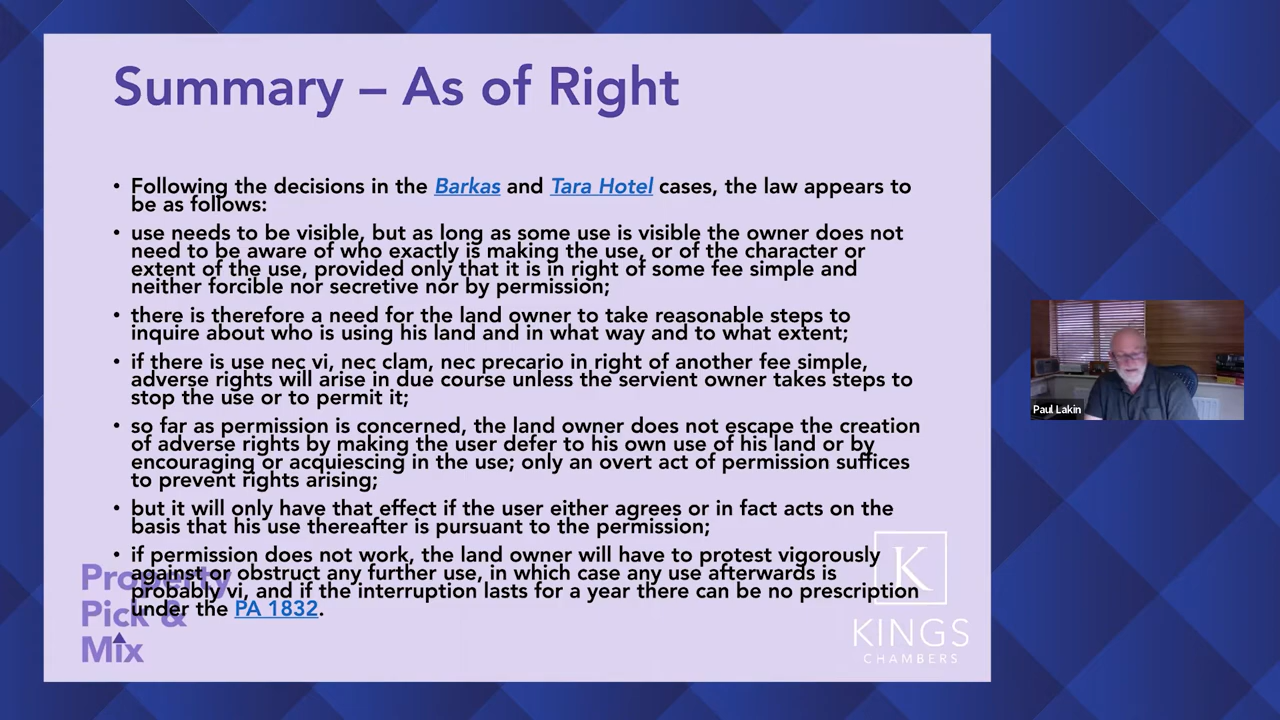 Summary – As of Right
• Following the decisions in the Barkas and Tara Hotel cases, the law appears to
be as follows:
• use needs to be visible, but as long as some use is visible the owner does not
need to be aware of who exactly is making the use, or of the character or
extent of the use, provided only that it is in right of some fee simple and
neither forcible nor secretive nor by permission;
• there is therefore a need for the land owner to take reasonable steps to
inquire about who is using his land and in what way and to what extent;
• if there is use nec vi, nec clam, nec precario in right of another fee simple,
adverse rights will arise in due course unless the servient owner takes steps to
stop the use or to permit it;
• so far as permission is concerned, the land owner does not escape the creation
of adverse rights by making the user defer to his own use of his land or by
encouraging or acquiescing in the use; only an overt act of permission suffices
to prevent rights arising;
• but it will only have that effect if the user either agrees or in fact acts on the
basis that his use thereafter is pursuant to the permission;
• if permission does not work, the land owner will have to protest vigorously
against or obstruct any further use, in which case any use afterwards is
probably vi, and if the interruption lasts for a year there can be no prescription
under the PA 1832.
Property
Pick &
Mix
K
KINGS
CHAMBERS
Paul Lakin